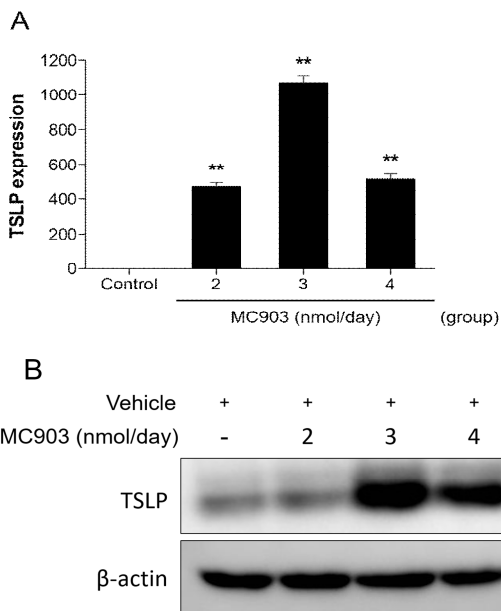 A
TSLP expression
1200
1000
800
600
400
200
0
**
**
**
Control 2 3 4
MC903 (nmol/day) (group)
B
Vehicle + + + +
MC903 (nmol/day) - 2 3 4
TSLP
β-actin